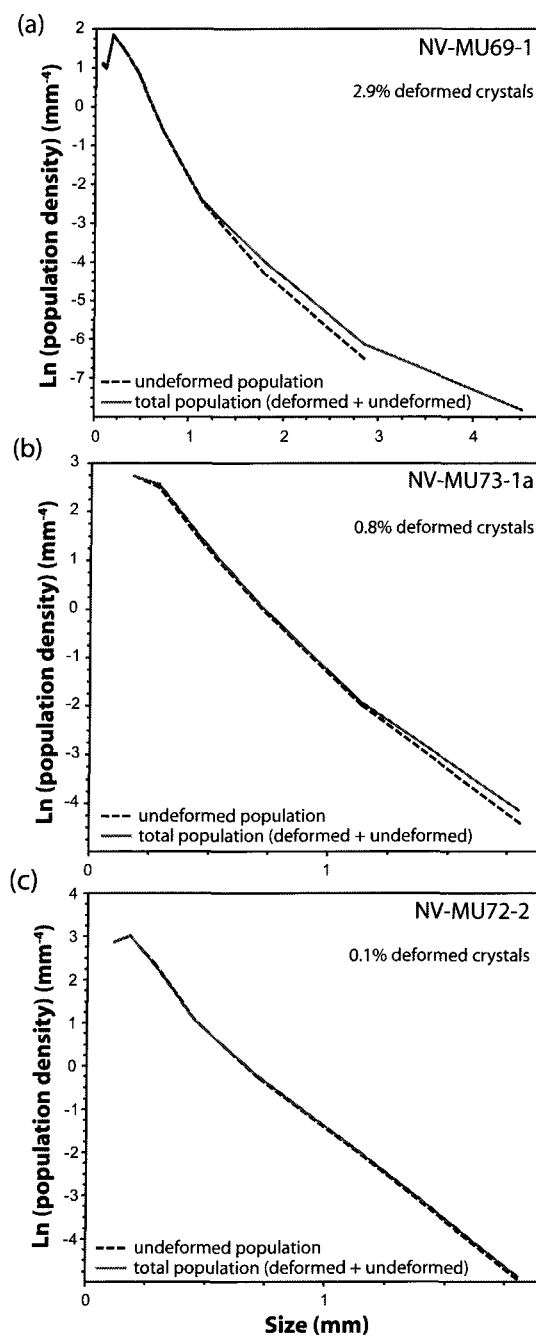 (a)
NV-MU69-1
2.9% deformed crystals
Ln (population density) (mm⁻⁴)
2
1
0
-1
-2
-3
-4
-5
-6
-7
undeformed population
total population (deformed + undeformed)
0 1 2 3 4
(b)
NV-MU73-1a
0.8% deformed crystals
Ln (population density) (mm⁻⁴)
3
2
1
0
-1
-2
-3
-4
undeformed population
total population (deformed + undeformed)
0 1
(c)
NV-MU72-2
0.1% deformed crystals
Ln (population density) (mm⁻⁴)
4
3
2
1
0
-1
-2
-4
undeformed population
total population (deformed + undeformed)
0 1
Size (mm)